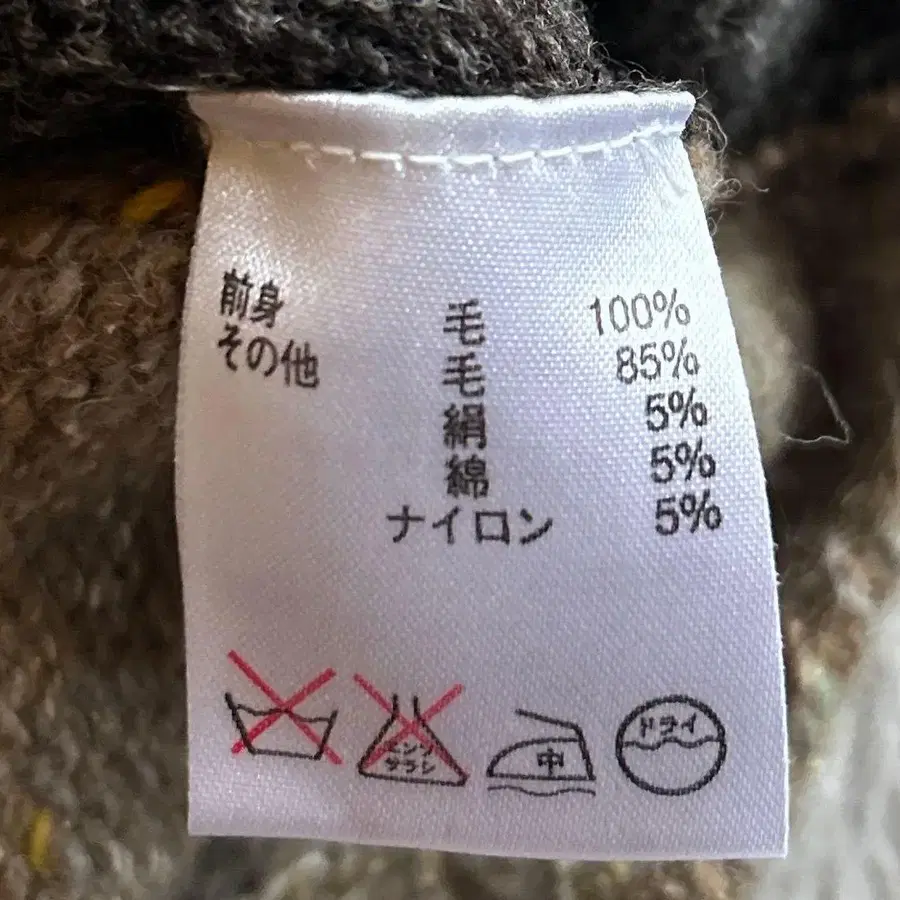 前身 毛 100%
その他 毛 85%
絹 5%
綿 5%
ナイロン 5%
エンソ
サラシ
中
ドライ